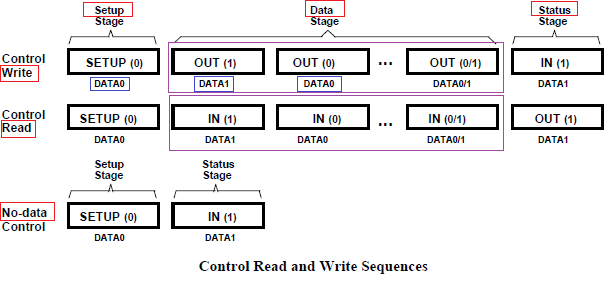 Setup Stage Data Stage Status Stage
Control Write SETUP (0) OUT (1) OUT (0) ... OUT (0/1) IN (1)
DATA0 DATA1 DATA0 DATA0/1 DATA1
Control Read SETUP (0) IN (1) IN (0) ... IN (0/1) OUT (1)
DATA0 DATA1 DATA0 DATA0/1 DATA1
Setup Stage Status Stage
No-data Control SETUP (0) IN (1)
DATA0 DATA1
Control Read and Write Sequences